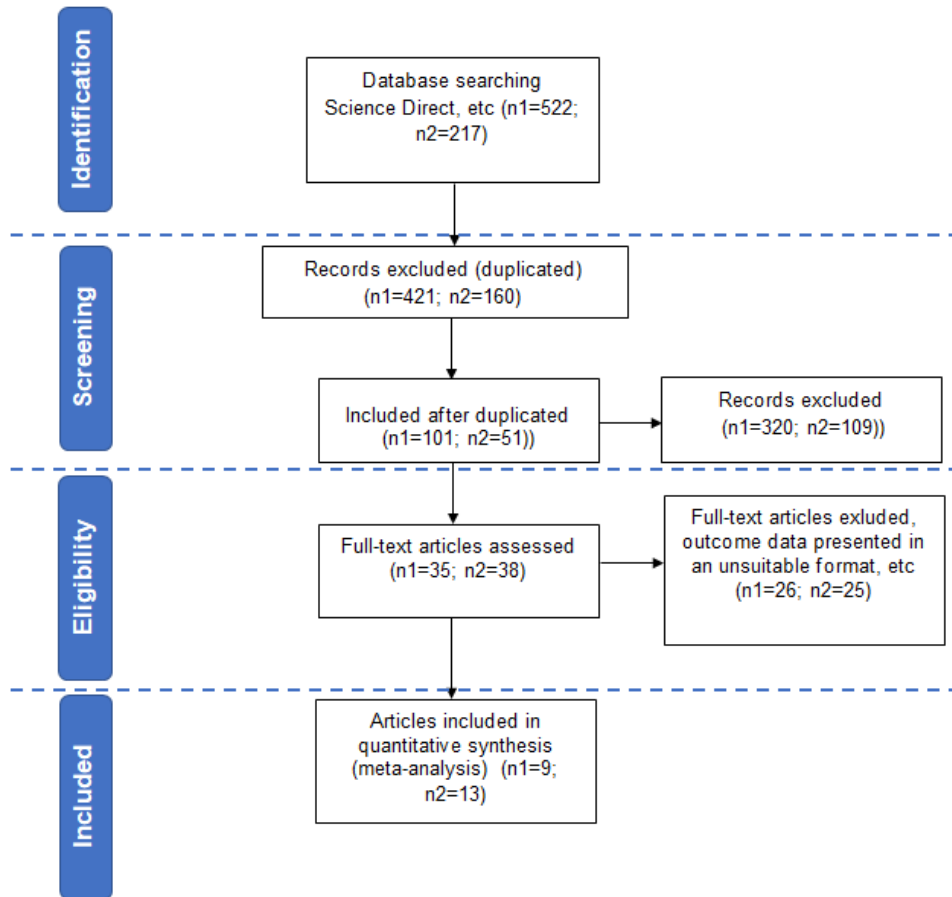 Identification
Database searching
Science Direct, etc (n1=522;
n2=217)
Screening
Records excluded (duplicated)
(n1=421; n2=160)
Included after duplicated
(n1=101; n2=51))
Records excluded
(n1=320; n2=109))
Eligibility
Full-text articles assessed
(n1=35; n2=38)
Full-text articles exluded,
outcome data presented in
an unsuitable format, etc
(n1=26; n2=25)
Included
Articles included in
quantitative synthesis
(meta-analysis) (n1=9;
n2=13)